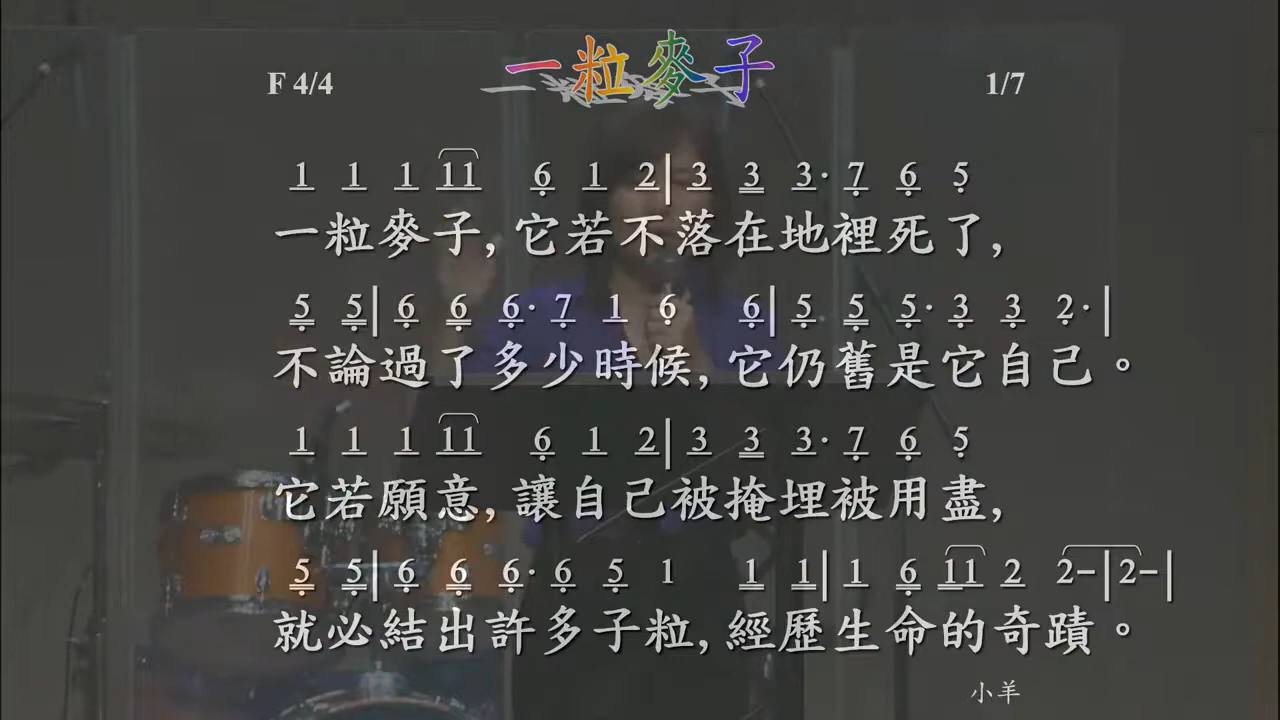 一粒麥子
F 4/4
1/7
1 1 1 11 6 1 2|3 3 3· 7 6 5
一粒麥子,它若不落在地裡死了,
5 5|6 6 6· 7 1 6 6|5 5 5· 3 3 2·|
不論過了多少時候,它仍舊是它自己。
1 1 1 11 6 1 2|3 3 3· 7 6 5
它若願意,讓自己被掩埋被用盡,
5 5|6 6 6· 6 5 1 1 1|1 6 11 2 2-|2-|
就必結出許多子粒,經歷生命的奇蹟。
小羊